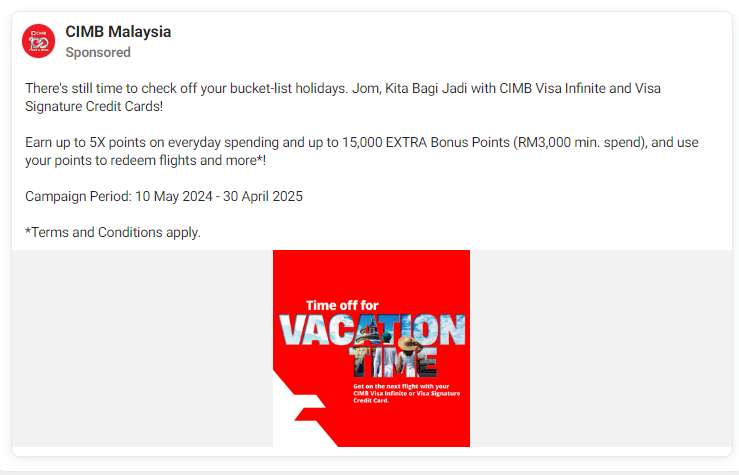 CIMB Malaysia
Sponsored
There's still time to check off your bucket-list holidays. Jom, Kita Bagi Jadi with CIMB Visa Infinite and Visa
Signature Credit Cards!
Earn up to 5X points on everyday spending and up to 15,000 EXTRA Bonus Points (RM3,000 min. spend), and use
your points to redeem flights and more*!
Campaign Period: 10 May 2024 - 30 April 2025
*Terms and Conditions apply.
Time off for
VACATION
TIME
Get on the next flight with your
CIMB Visa Infinite or Visa Signature
Credit Card.